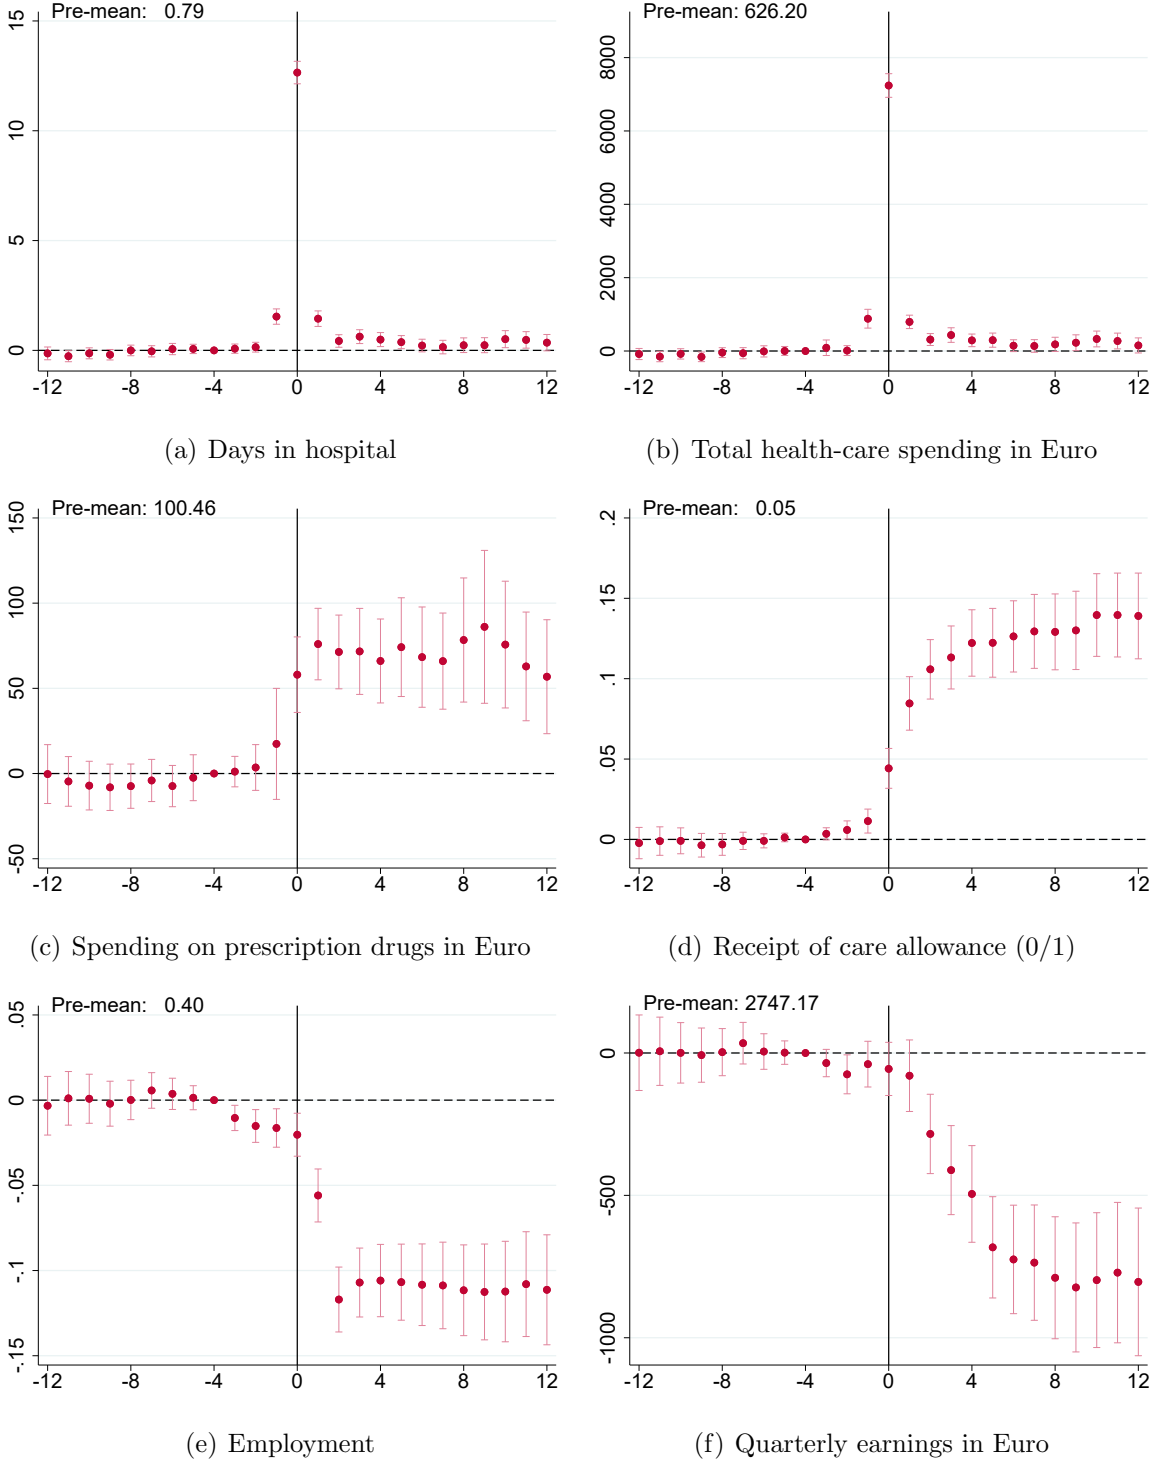 Pre-mean: 0.79
Pre-mean: 626.20
15
10
5
0
8000
6000
4000
2000
0
-12 -8 -4 0 4 8 12
-12 -8 -4 0 4 8 12
(a) Days in hospital
(b) Total health-care spending in Euro
Pre-mean: 100.46
Pre-mean: 0.05
150
100
50
0
-50
.2
.15
.1
.05
0
-12 -8 -4 0 4 8 12
-12 -8 -4 0 4 8 12
(c) Spending on prescription drugs in Euro
(d) Receipt of care allowance (0/1)
Pre-mean: 0.40
Pre-mean: 2747.17
.05
0
-.05
-.1
-.15
0
-500
-1000
-12 -8 -4 0 4 8 12
-12 -8 -4 0 4 8 12
(e) Employment
(f) Quarterly earnings in Euro